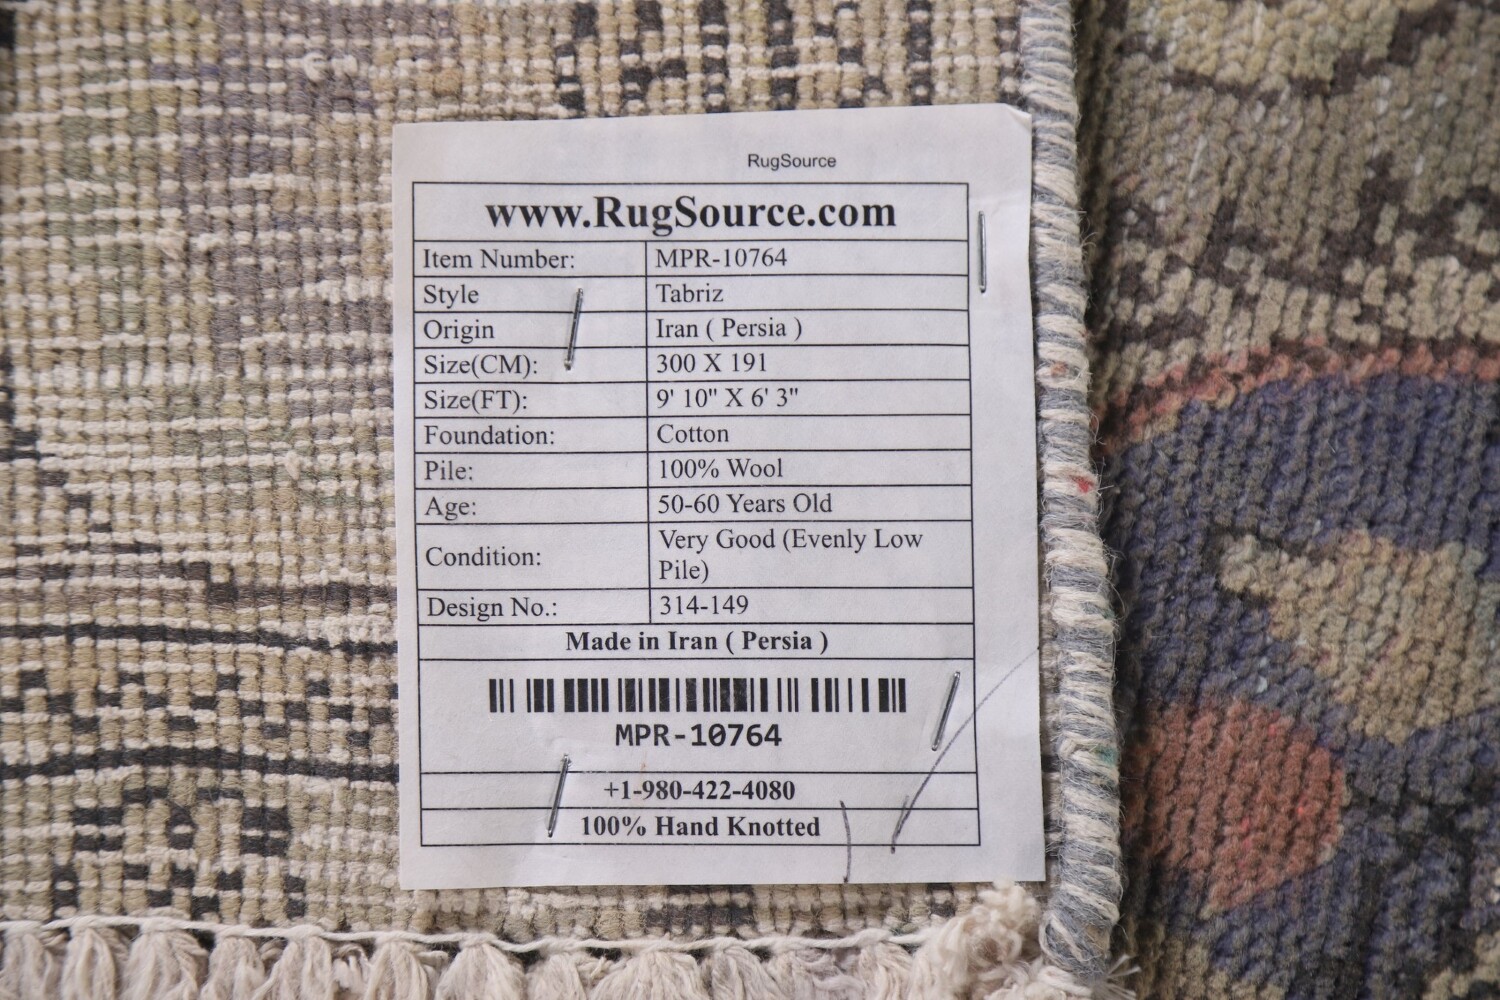 RugSource
www.RugSource.com
Item Number: MPR-10764
Style Tabriz
Origin Iran ( Persia )
Size(CM): 300 X 191
Size(FT): 9' 10" X 6' 3"
Foundation: Cotton
Pile: 100% Wool
Age: 50-60 Years Old
Condition: Very Good (Evenly Low
Pile)
Design No.: 314-149
Made in Iran ( Persia )
MPR-10764
+1-980-422-4080
100% Hand Knotted